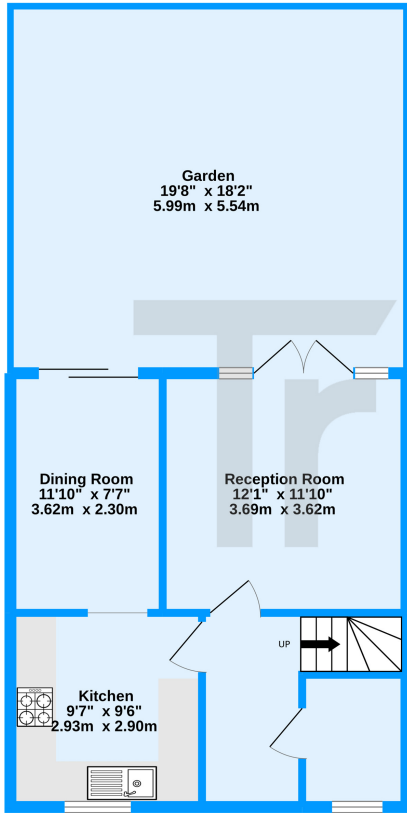 Garden
19'8" x 18'2"
5.99m x 5.54m
Tr
Dining Room
11'10" x 7'7"
3.62m x 2.30m
Reception Room
12'1" x 11'10"
3.69m x 3.62m
UP
Kitchen
9'7" x 9'6"
2.93m x 2.90m